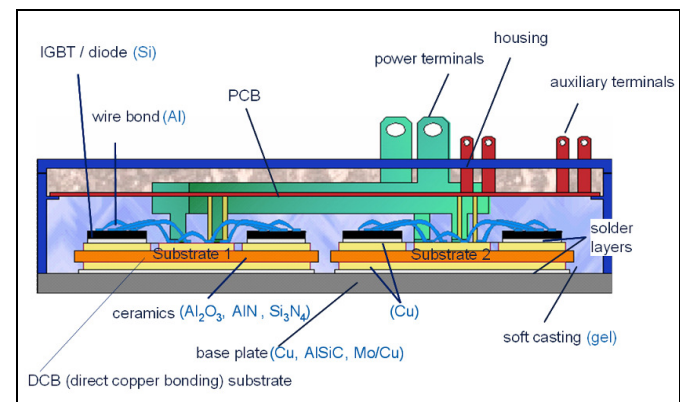 IGBT / diode (Si)
housing
power terminals
auxiliary terminals
PCB
wire bond (Al)
solder
layers
Substrate 1
Substrate 2
ceramics (Al₂O₃, AlN , Si₃N₄)
(Cu)
soft casting (gel)
base plate (Cu, AlSiC, Mo/Cu)
DCB (direct copper bonding) substrate